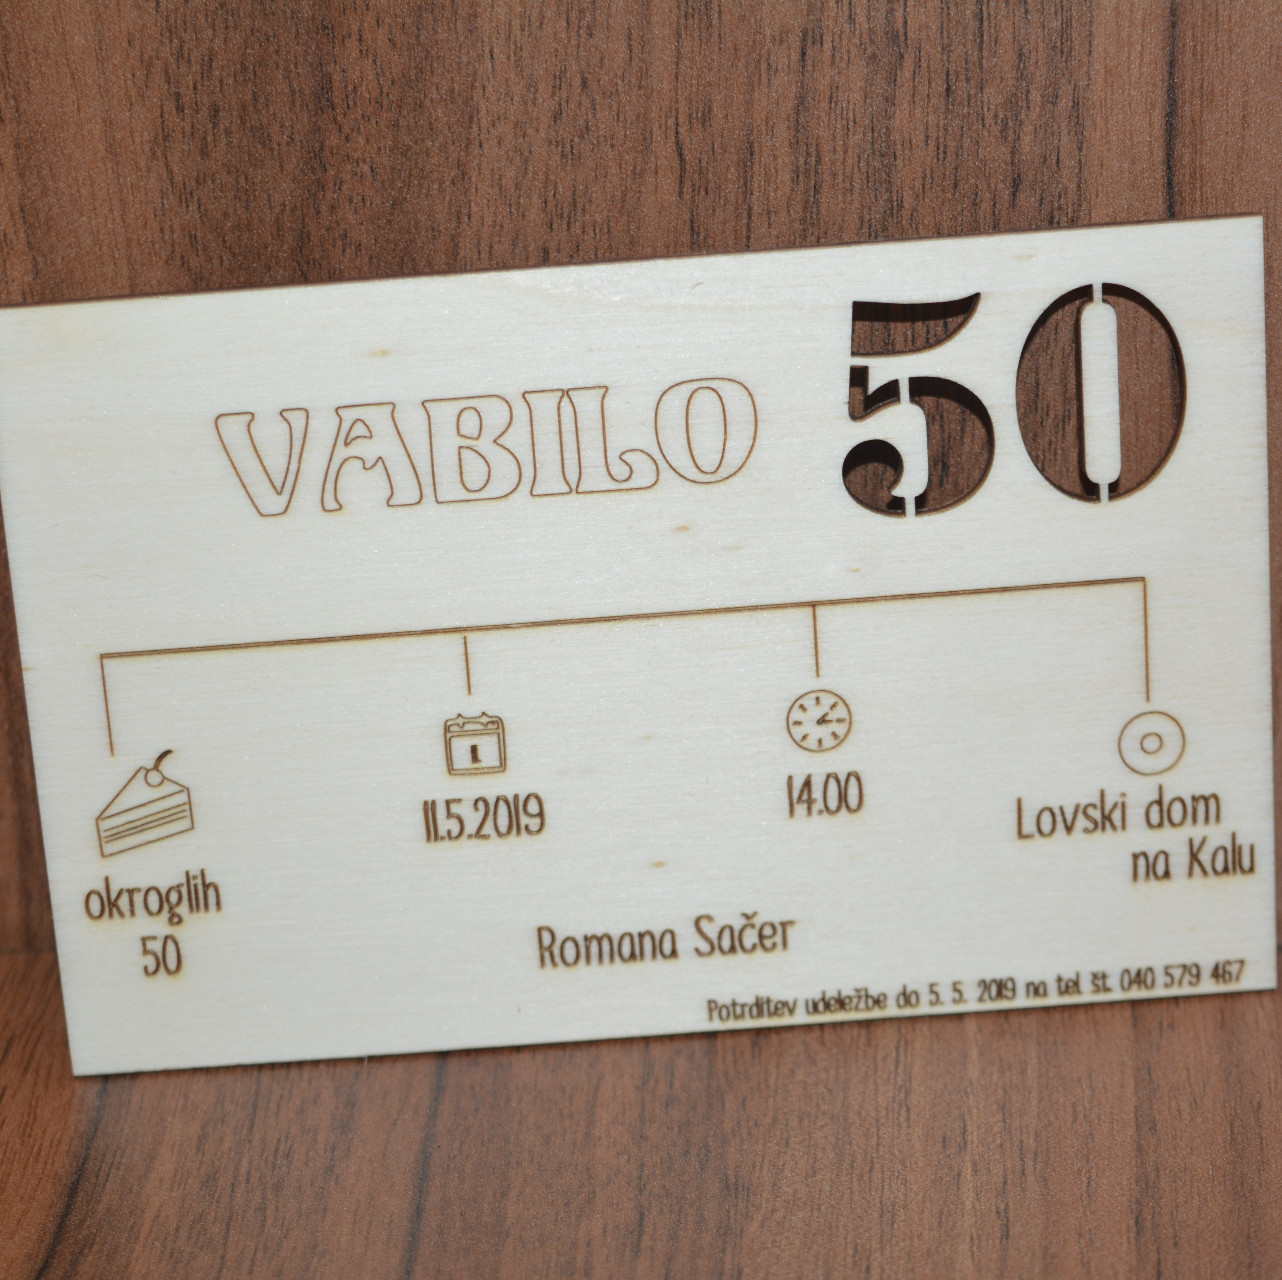 VABILO 50
okroglih
50
11.5.2019
14.00
Lovski dom
na Kalu
Romana Sačer
Potrditev udeležbe do 5. 5. 2019 na tel. št. 040 579 467